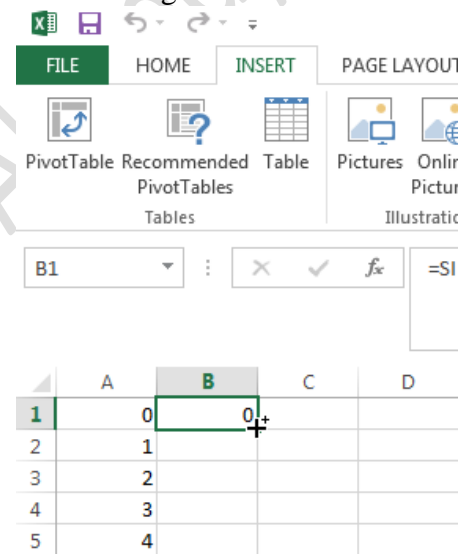 FILE HOME INSERT PAGE LAYOUT
PivotTable Recommended PivotTables Table Pictures
Tables
B1 fx =SI
A B C D
1 0 0
2 1
3 2
4 3
5 4